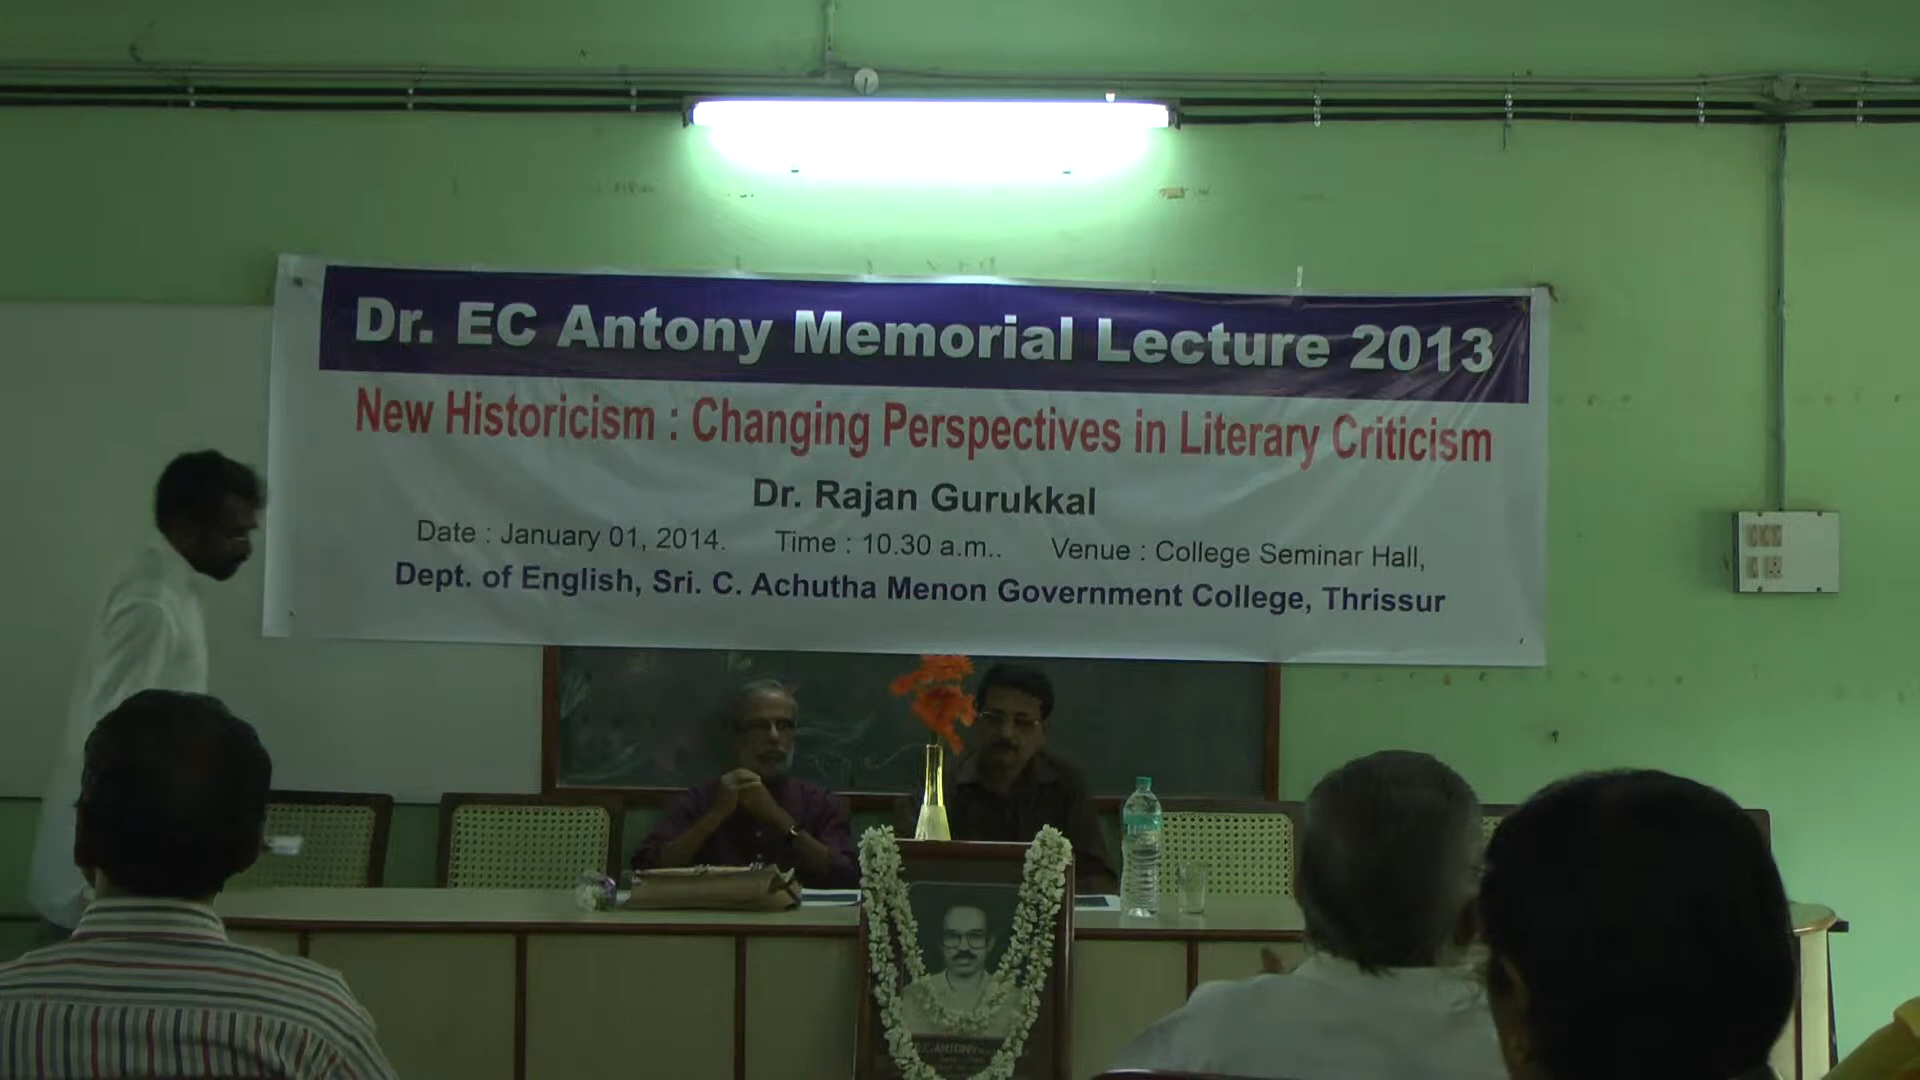 Dr. EC Antony Memorial Lecture 2013
New Historicism : Changing Perspectives in Literary Criticism
Dr. Rajan Gurukkal
Date : January 01, 2014. Time : 10.30 a.m.. Venue : College Seminar Hall,
Dept. of English, Sri. C. Achutha Menon Government College, Thrissur
ANTONY